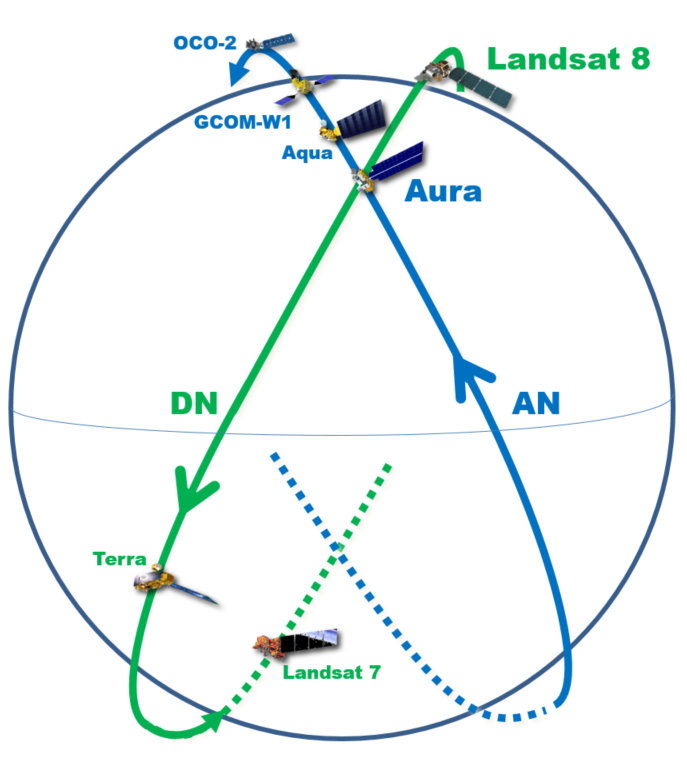 OCO-2
Landsat 8
GCOM-W1
Aqua
Aura
DN
AN
Terra
Landsat 7